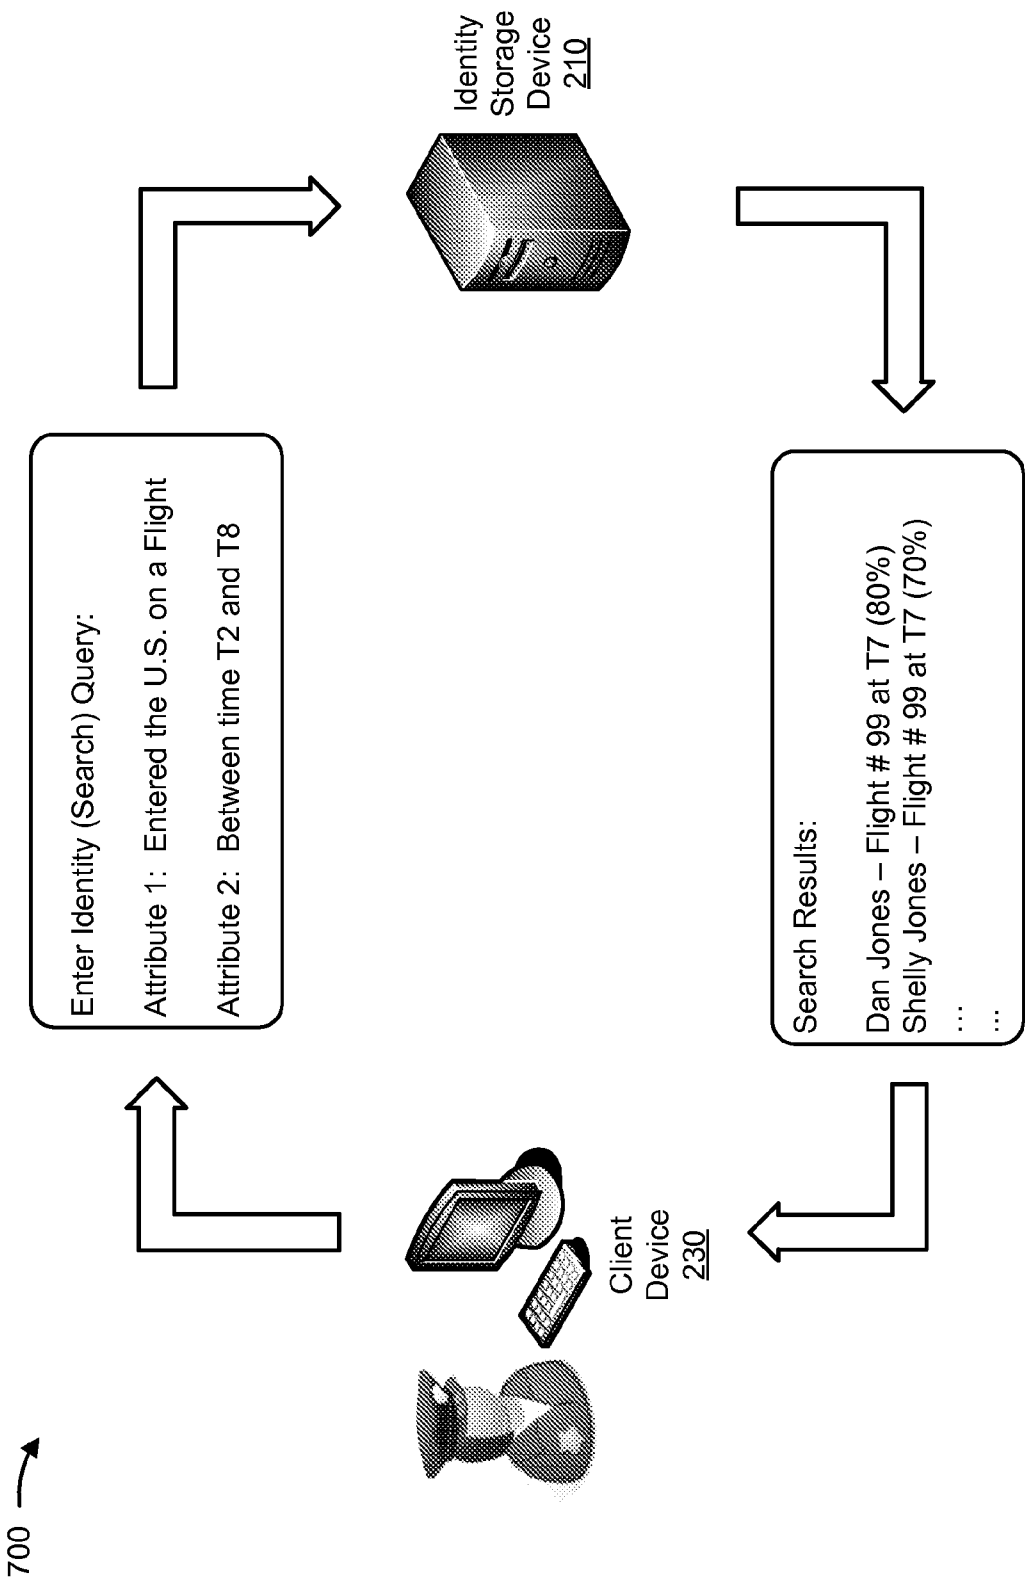 700
Enter Identity (Search) Query:
Attribute 1: Entered the U.S. on a Flight
Attribute 2: Between time T2 and T8
Client
Device
230
Identity
Storage
Device
210
Search Results:
Dan Jones – Flight # 99 at T7 (80%)
Shelly Jones – Flight # 99 at T7 (70%)
...
...